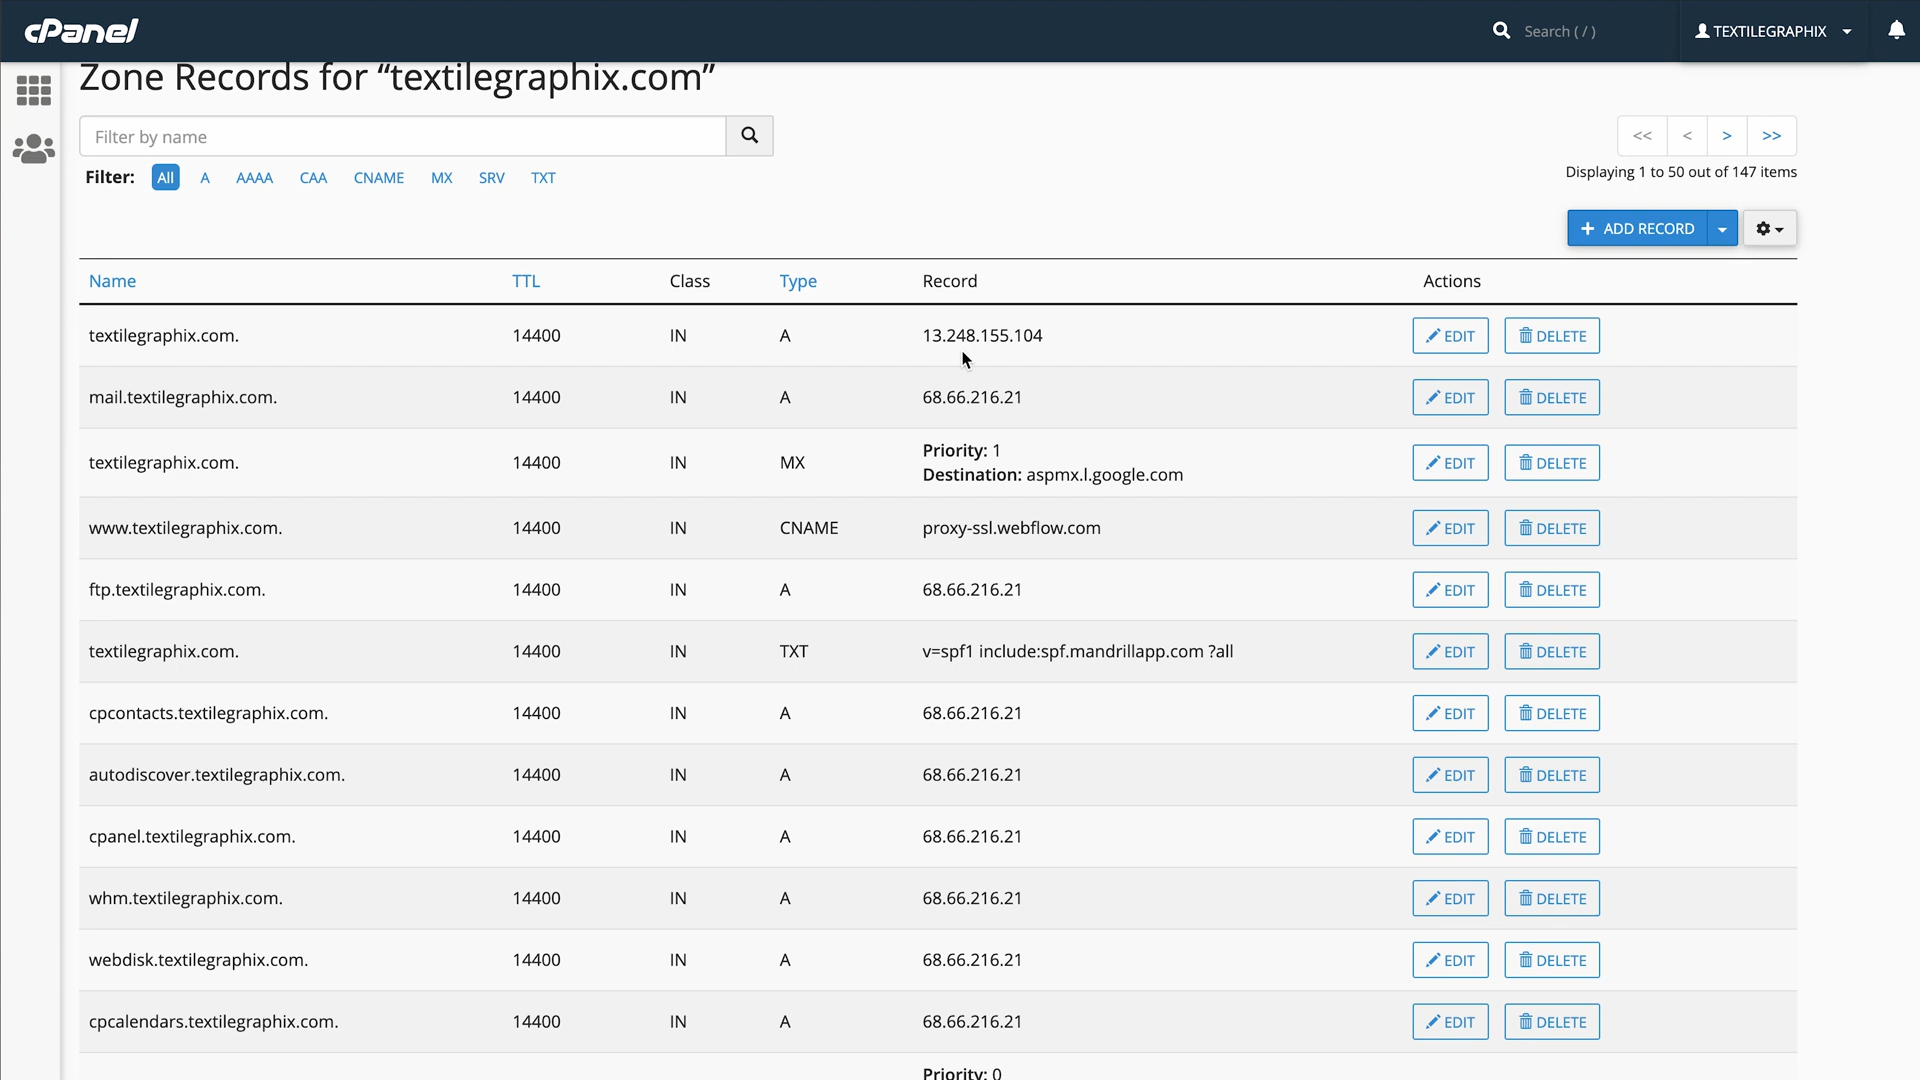 cPanel
Search ( / )
TEXTILEGRAPHIX
Zone Records for “textilegraphix.com”
Filter by name
<< < > >>
Filter: All A AAAA CAA CNAME MX SRV TXT
Displaying 1 to 50 out of 147 items
+ ADD RECORD
Name TTL Class Type Record Actions
textilegraphix.com. 14400 IN A 13.248.155.104 EDIT DELETE
mail.textilegraphix.com. 14400 IN A 68.66.216.21 EDIT DELETE
textilegraphix.com. 14400 IN MX Priority: 1
Destination: aspmx.l.google.com EDIT DELETE
www.textilegraphix.com. 14400 IN CNAME proxy-ssl.webflow.com EDIT DELETE
ftp.textilegraphix.com. 14400 IN A 68.66.216.21 EDIT DELETE
textilegraphix.com. 14400 IN TXT v=spf1 include:spf.mandrillapp.com ?all EDIT DELETE
cpcontacts.textilegraphix.com. 14400 IN A 68.66.216.21 EDIT DELETE
autodiscover.textilegraphix.com. 14400 IN A 68.66.216.21 EDIT DELETE
cpanel.textilegraphix.com. 14400 IN A 68.66.216.21 EDIT DELETE
whm.textilegraphix.com. 14400 IN A 68.66.216.21 EDIT DELETE
webdisk.textilegraphix.com. 14400 IN A 68.66.216.21 EDIT DELETE
cpcalendars.textilegraphix.com. 14400 IN A 68.66.216.21 EDIT DELETE
Priority: 0